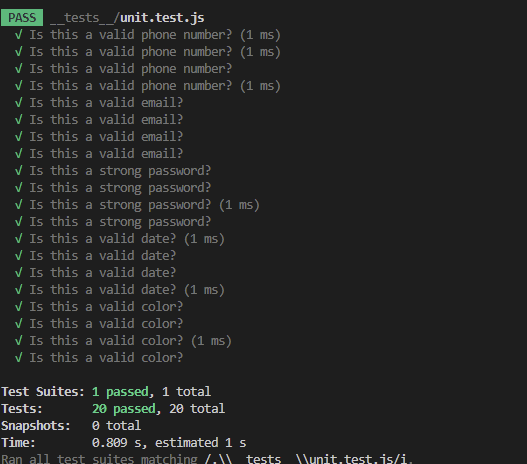 PASS __tests__/unit.test.js
√ Is this a valid phone number? (1 ms)
√ Is this a valid phone number? (1 ms)
√ Is this a valid phone number?
√ Is this a valid phone number? (1 ms)
√ Is this a valid email?
√ Is this a valid email?
√ Is this a valid email?
√ Is this a valid email?
√ Is this a strong password?
√ Is this a strong password?
√ Is this a strong password? (1 ms)
√ Is this a strong password?
√ Is this a valid date? (1 ms)
√ Is this a valid date?
√ Is this a valid date?
√ Is this a valid date? (1 ms)
√ Is this a valid color?
√ Is this a valid color?
√ Is this a valid color? (1 ms)
√ Is this a valid color?
Test Suites: 1 passed, 1 total
Tests: 20 passed, 20 total
Snapshots: 0 total
Time: 0.809 s, estimated 1 s
Ran all test suites matching /.\\__tests__\\unit.test.js/i.